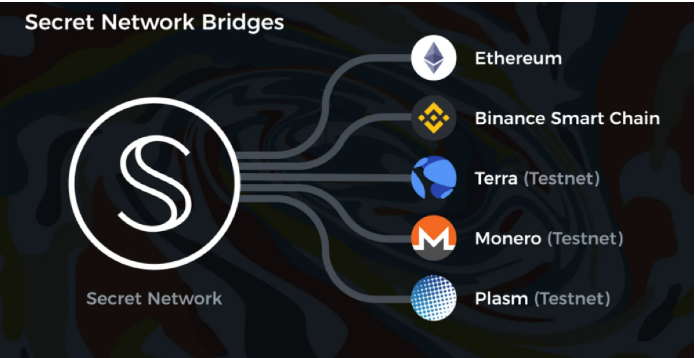 Secret Network Bridges
Ethereum
Binance Smart Chain
Terra (Testnet)
Monero (Testnet)
Plasm (Testnet)
Secret Network